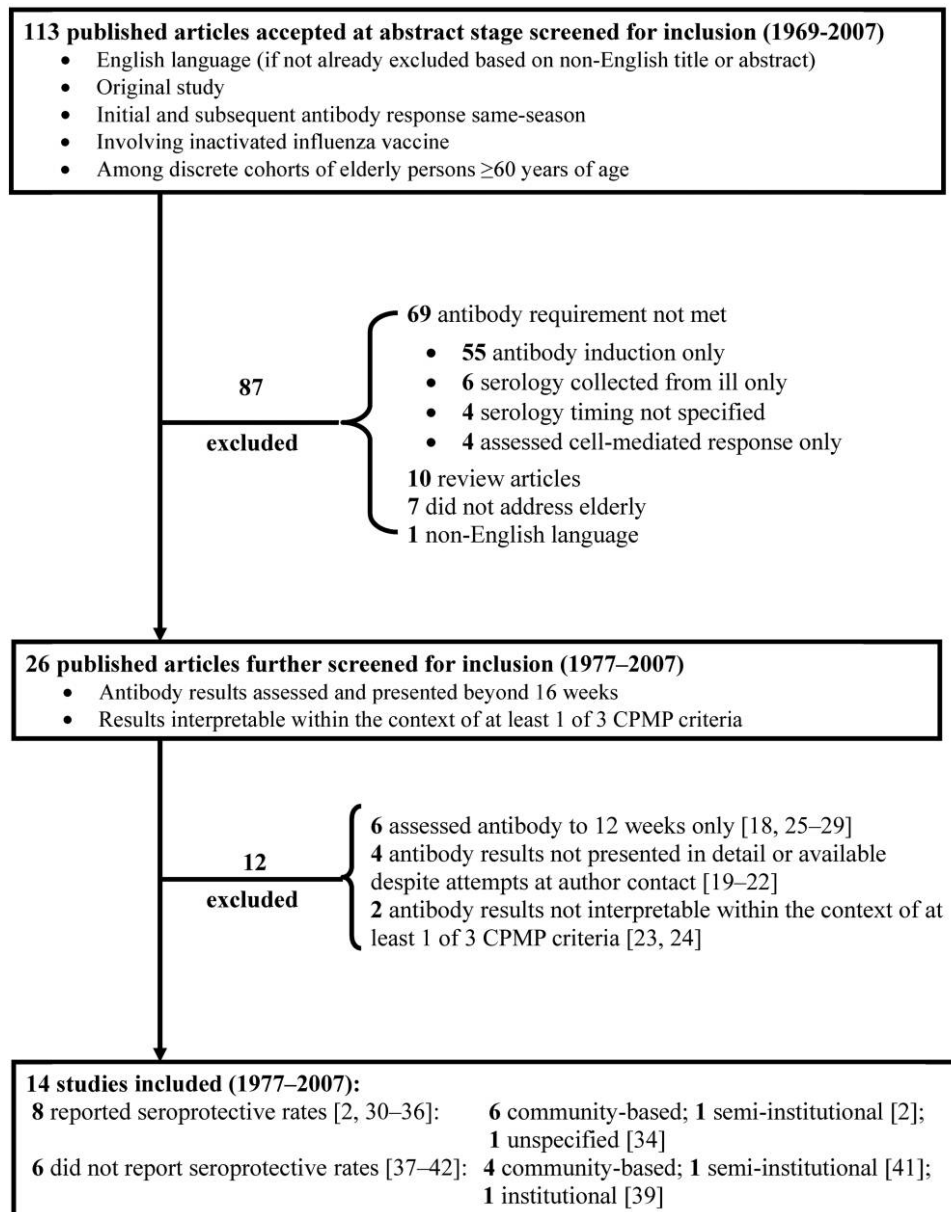 113 published articles accepted at abstract stage screened for inclusion (1969-2007)
• English language (if not already excluded based on non-English title or abstract)
• Original study
• Initial and subsequent antibody response same-season
• Involving inactivated influenza vaccine
• Among discrete cohorts of elderly persons ≥60 years of age
87
excluded
69 antibody requirement not met
• 55 antibody induction only
• 6 serology collected from ill only
• 4 serology timing not specified
• 4 assessed cell-mediated response only
10 review articles
7 did not address elderly
1 non-English language
26 published articles further screened for inclusion (1977–2007)
• Antibody results assessed and presented beyond 16 weeks
• Results interpretable within the context of at least 1 of 3 CPMP criteria
12
excluded
6 assessed antibody to 12 weeks only [18, 25–29]
4 antibody results not presented in detail or available
despite attempts at author contact [19–22]
2 antibody results not interpretable within the context of at
least 1 of 3 CPMP criteria [23, 24]
14 studies included (1977–2007):
8 reported seroprotective rates [2, 30–36]: 6 community-based; 1 semi-institutional [2];
1 unspecified [34]
6 did not report seroprotective rates [37–42]: 4 community-based; 1 semi-institutional [41];
1 institutional [39]